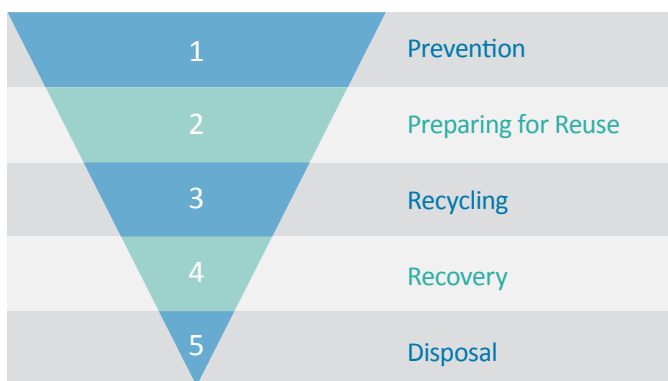 1 Prevention
2 Preparing for Reuse
3 Recycling
4 Recovery
5 Disposal